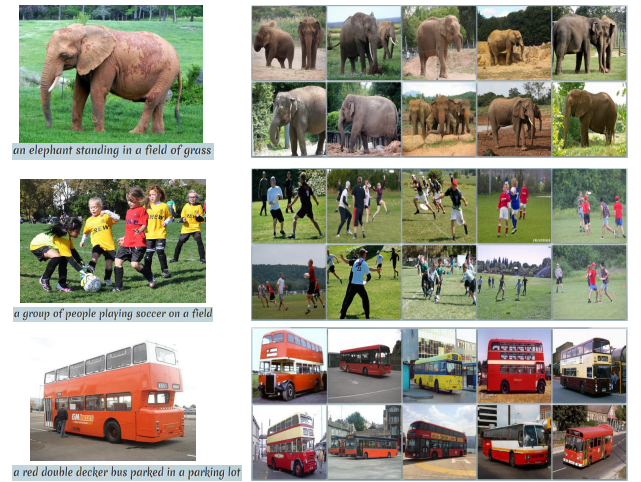 an elephant standing in a field of grass
a group of people playing soccer on a field
a red double decker bus parked in a parking lot